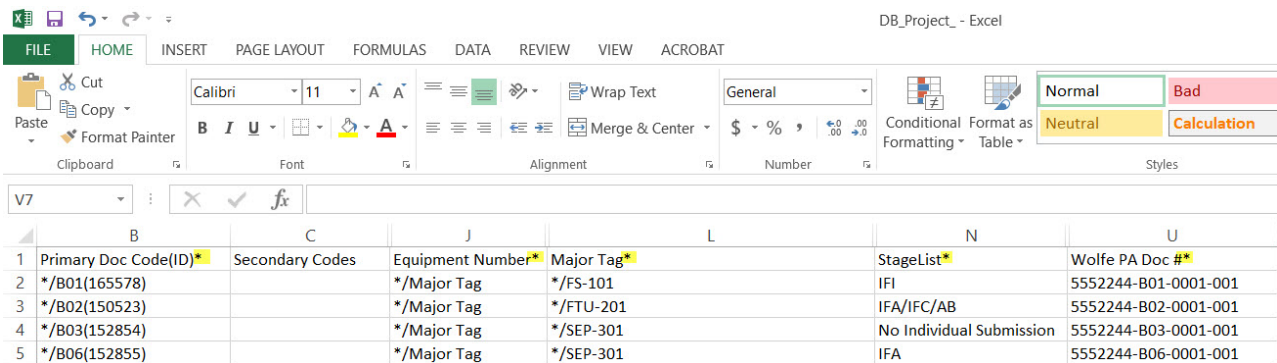 DB_Project_ - Excel
FILE HOME INSERT PAGE LAYOUT FORMULAS DATA REVIEW VIEW ACROBAT
Cut Calibri 11 A A Wrap Text General Normal Bad
Copy
Paste Format Painter B I U A Merge & Center $ % , .00 .0 .00 .0 Conditional Formatting Format as Table Neutral Calculation
Clipboard Font Alignment Number Styles
V7 fx
B C J L N U
1 Primary Doc Code(ID)* Secondary Codes Equipment Number* Major Tag* StageList* Wolfe PA Doc #*
2 */B01(165578) */Major Tag */FS-101 IFI 5552244-B01-0001-001
3 */B02(150523) */Major Tag */FTU-201 IFA/IFC/AB 5552244-B02-0001-001
4 */B03(152854) */Major Tag */SEP-301 No Individual Submission 5552244-B03-0001-001
5 */B06(152855) */Major Tag */SEP-301 IFA 5552244-B06-0001-001